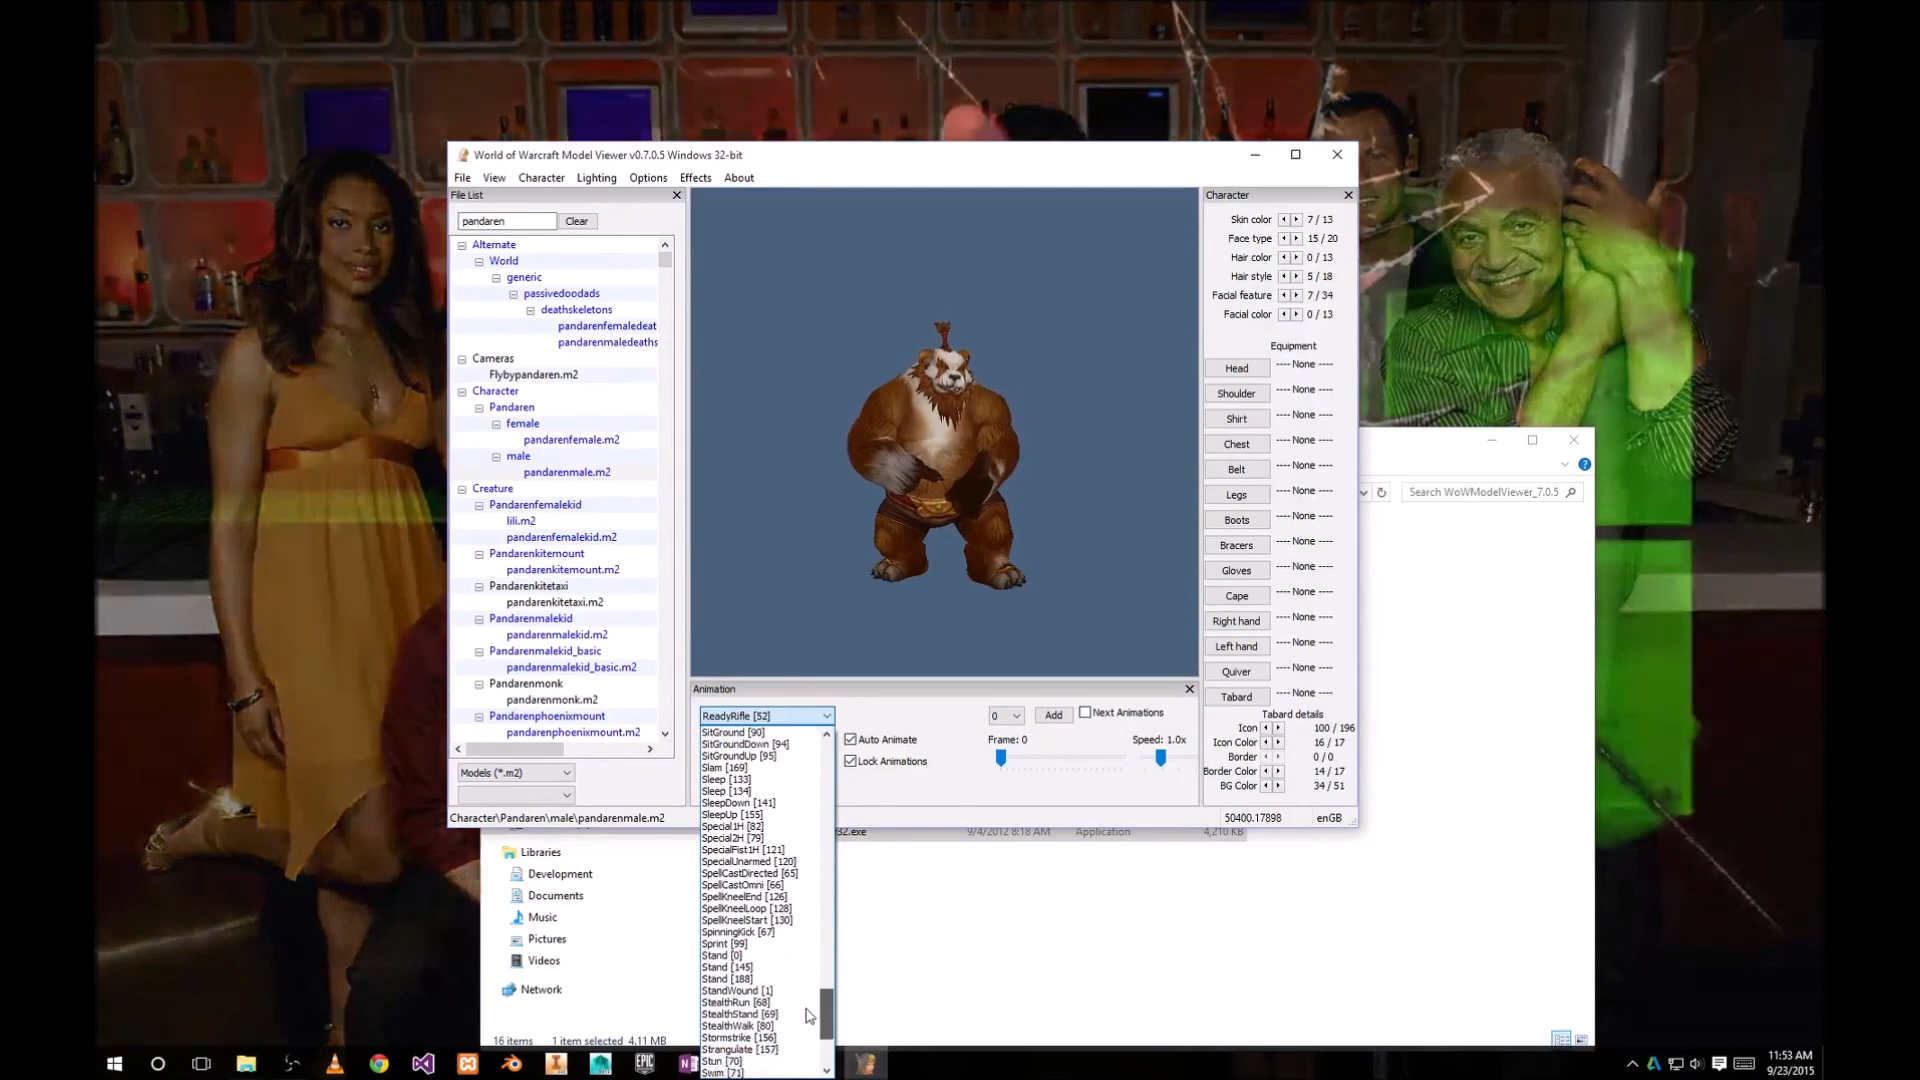 World of Warcraft Model Viewer v0.7.0.5 Windows 32-bit
File View Character Lighting Options Effects About
File List
pandaren Clear
Alternate
World
generic
passivedoodads
deathskeletons
pandarenfemaledeat
pandarenmaledeaths
Cameras
Flybypandaren.m2
Character
Pandaren
female
pandarenfemale.m2
male
pandarenmale.m2
Creature
Pandarenfemalekid
lili.m2
pandarenfemalekid.m2
Pandarenkitemount
pandarenkitemount.m2
Pandarenkitetaxi
pandarenkitetaxi.m2
Pandarenmalekid
pandarenmalekid.m2
Pandarenmalekid_basic
pandarenmalekid_basic.m2
Pandarenmonk
pandarenmonk.m2
Pandarenphoenixmount
pandarenphoenixmount.m2
Models (*.m2)
Character\Pandaren\male\pandarenmale.m2
Animation
ReadyRifle [52]
SitGround [90]
SitGroundDown [94]
SitGroundUp [95]
Slam [169]
Sleep [133]
Sleep [134]
SleepDown [141]
SleepUp [155]
Special1H [82]
Special2H [79]
SpecialFist1H [121]
SpecialUnarmed [120]
SpellCastDirected [65]
SpellCastOmni [66]
SpellKneelEnd [126]
SpellKneelLoop [128]
SpellKneelStart [130]
SpinningKick [67]
Sprint [99]
Stand [0]
Stand [145]
Stand [188]
StandWound [1]
StealthRun [68]
StealthStand [69]
StealthWalk [80]
Stormstrike [156]
Strangulate [157]
Stun [70]
Swim [71]
Auto Animate
Lock Animations
0 Add Next Animations
Frame: 0 Speed: 1.0x
Character
Skin color 7 / 13
Face type 15 / 20
Hair color 0 / 13
Hair style 5 / 18
Facial feature 7 / 34
Facial color 0 / 13
Equipment
Head ---- None ----
Shoulder ---- None ----
Shirt ---- None ----
Chest ---- None ----
Belt ---- None ----
Legs ---- None ----
Boots ---- None ----
Bracers ---- None ----
Gloves ---- None ----
Cape ---- None ----
Right hand ---- None ----
Left hand ---- None ----
Quiver ---- None ----
Tabard ---- None ----
Tabard details
Icon 100 / 196
Icon Color 16 / 17
Border 0 / 0
Border Color 14 / 17
BG Color 34 / 51
50400.17898 enGB
Search WoWModelViewer_7.0.5
32.exe 9/4/2012 8:18 AM Application 4,210 KB
Libraries
Development
Documents
Music
Pictures
Videos
Network
16 items 1 item selected 4.11 MB
EPIC
11:53 AM
9/23/2015